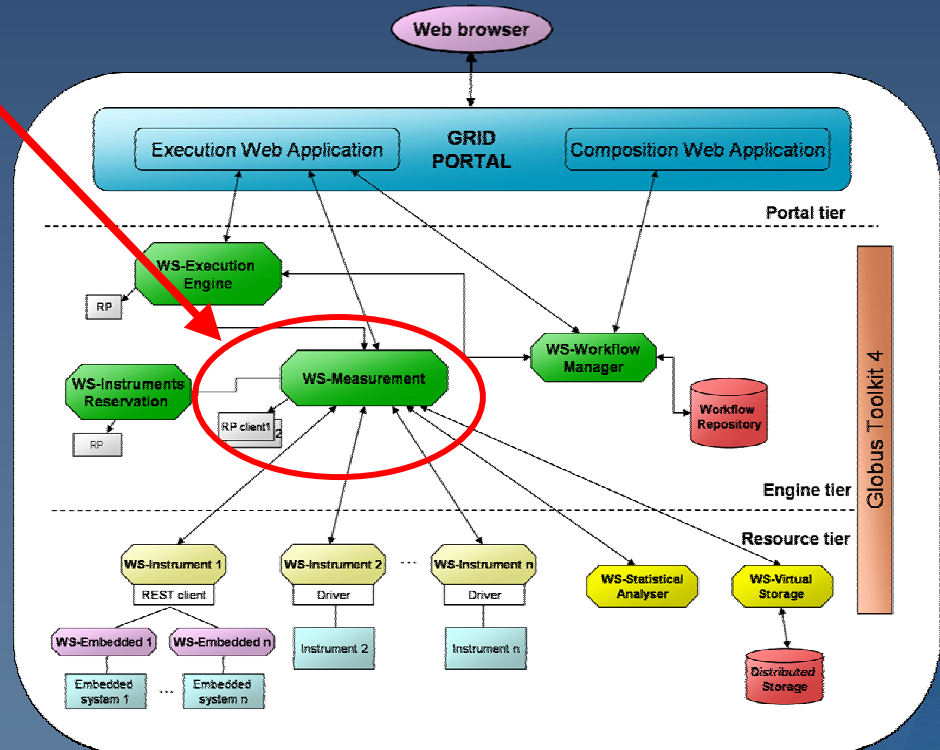 Web browser
GRID
PORTAL
Execution Web Application
Composition Web Application
Portal tier
WS-Execution
Engine
RP
WS-Workflow
Manager
WS-Measurement
WS-Instruments
Reservation
RP client1
2
RP
Workflow
Repository
Globus Toolkit 4
Engine tier
Resource tier
WS-Instrument 1
WS-Instrument 2
...
WS-Instrument n
REST client
Driver
Driver
WS-Statistical
Analyser
WS-Virtual
Storage
WS-Embedded 1
WS-Embedded n
Instrument 2
Instrument n
Embedded
system 1
...
Embedded
system n
Distributed
Storage